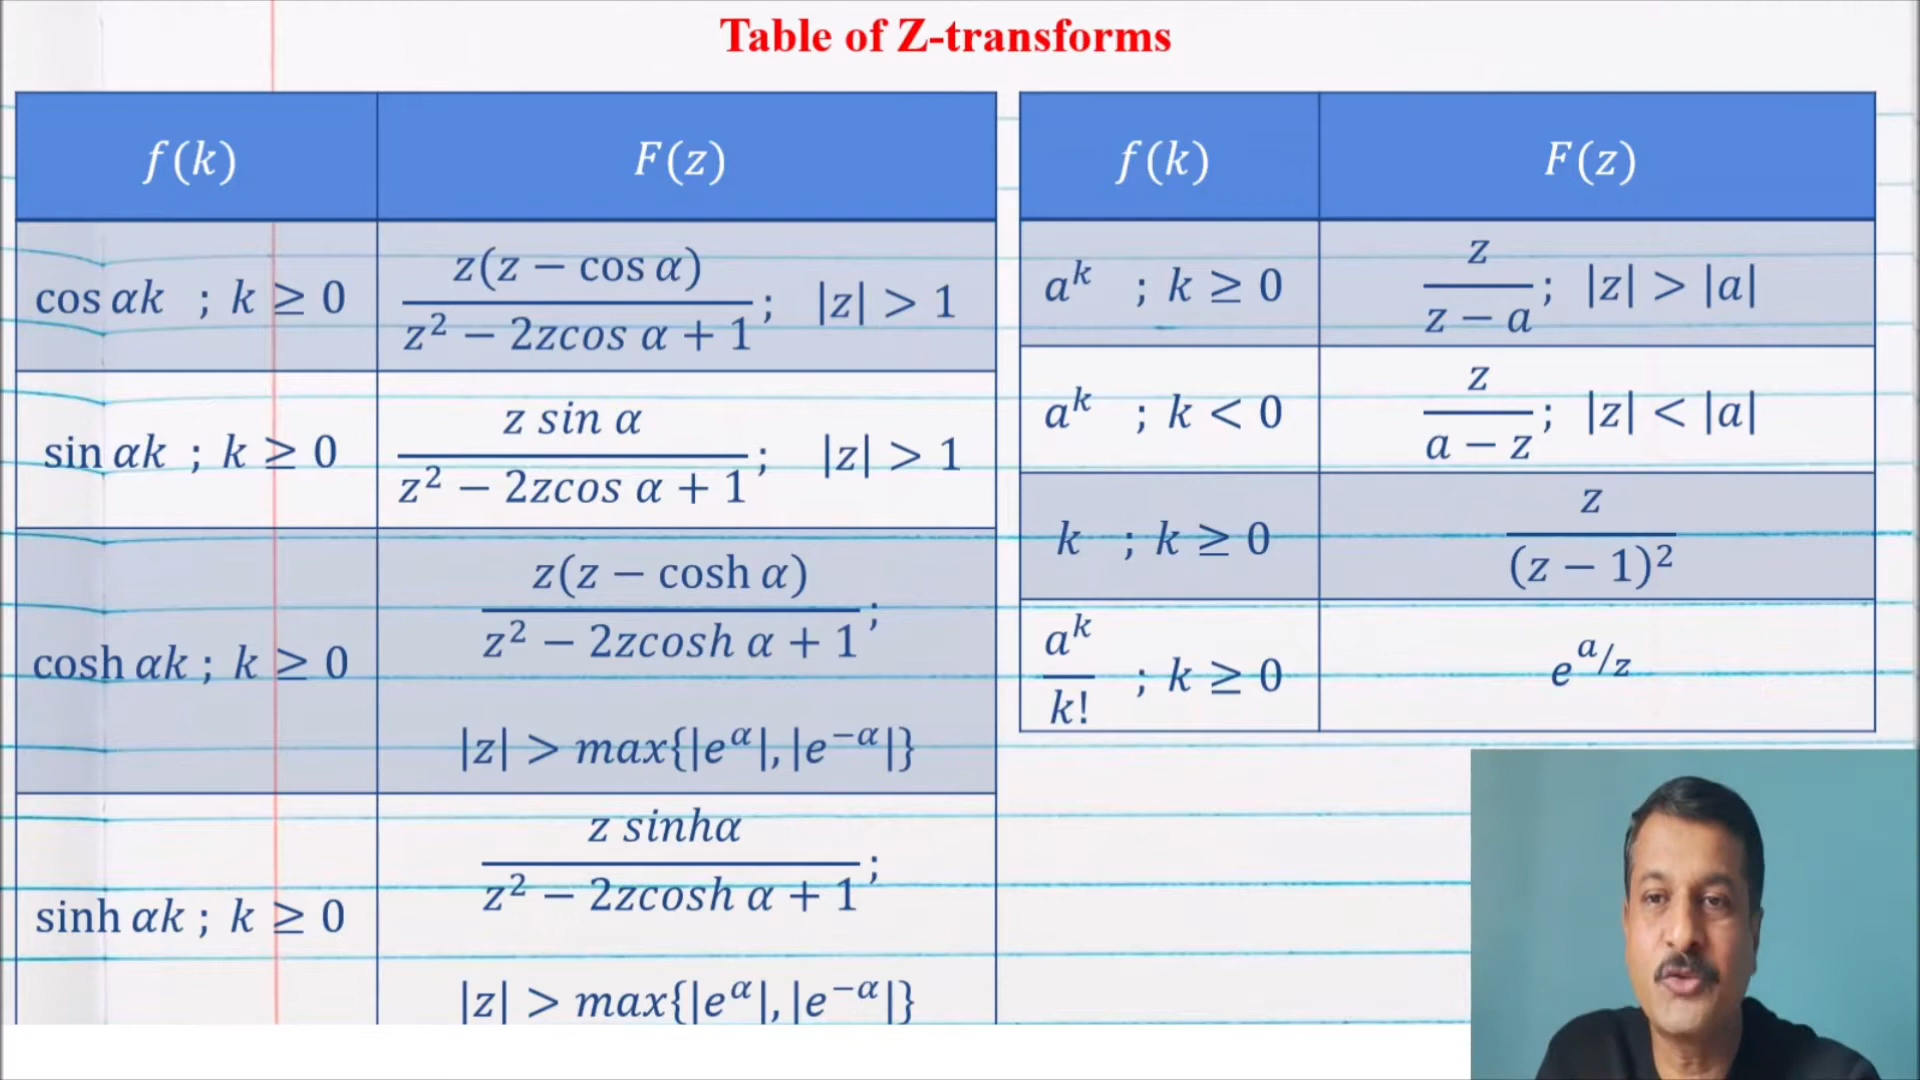 Table of Z-transforms
f(k) F(z)
cos αk ; k ≥ 0 z(z − cos α) / z² − 2zcos α + 1 ; |z| > 1
sin αk ; k ≥ 0 z sin α / z² − 2zcos α + 1 ; |z| > 1
cosh αk ; k ≥ 0 z(z − cosh α) / z² − 2zcosh α + 1 ;
|z| > max{|e^α|, |e^−α|}
sinh αk ; k ≥ 0 z sinhα / z² − 2zcosh α + 1 ;
|z| > max{|e^α|, |e^−α|}
f(k) F(z)
a^k ; k ≥ 0 z / z − a ; |z| > |a|
a^k ; k < 0 z / a − z ; |z| < |a|
k ; k ≥ 0 z / (z − 1)²
a^k / k! ; k ≥ 0 e^a/z